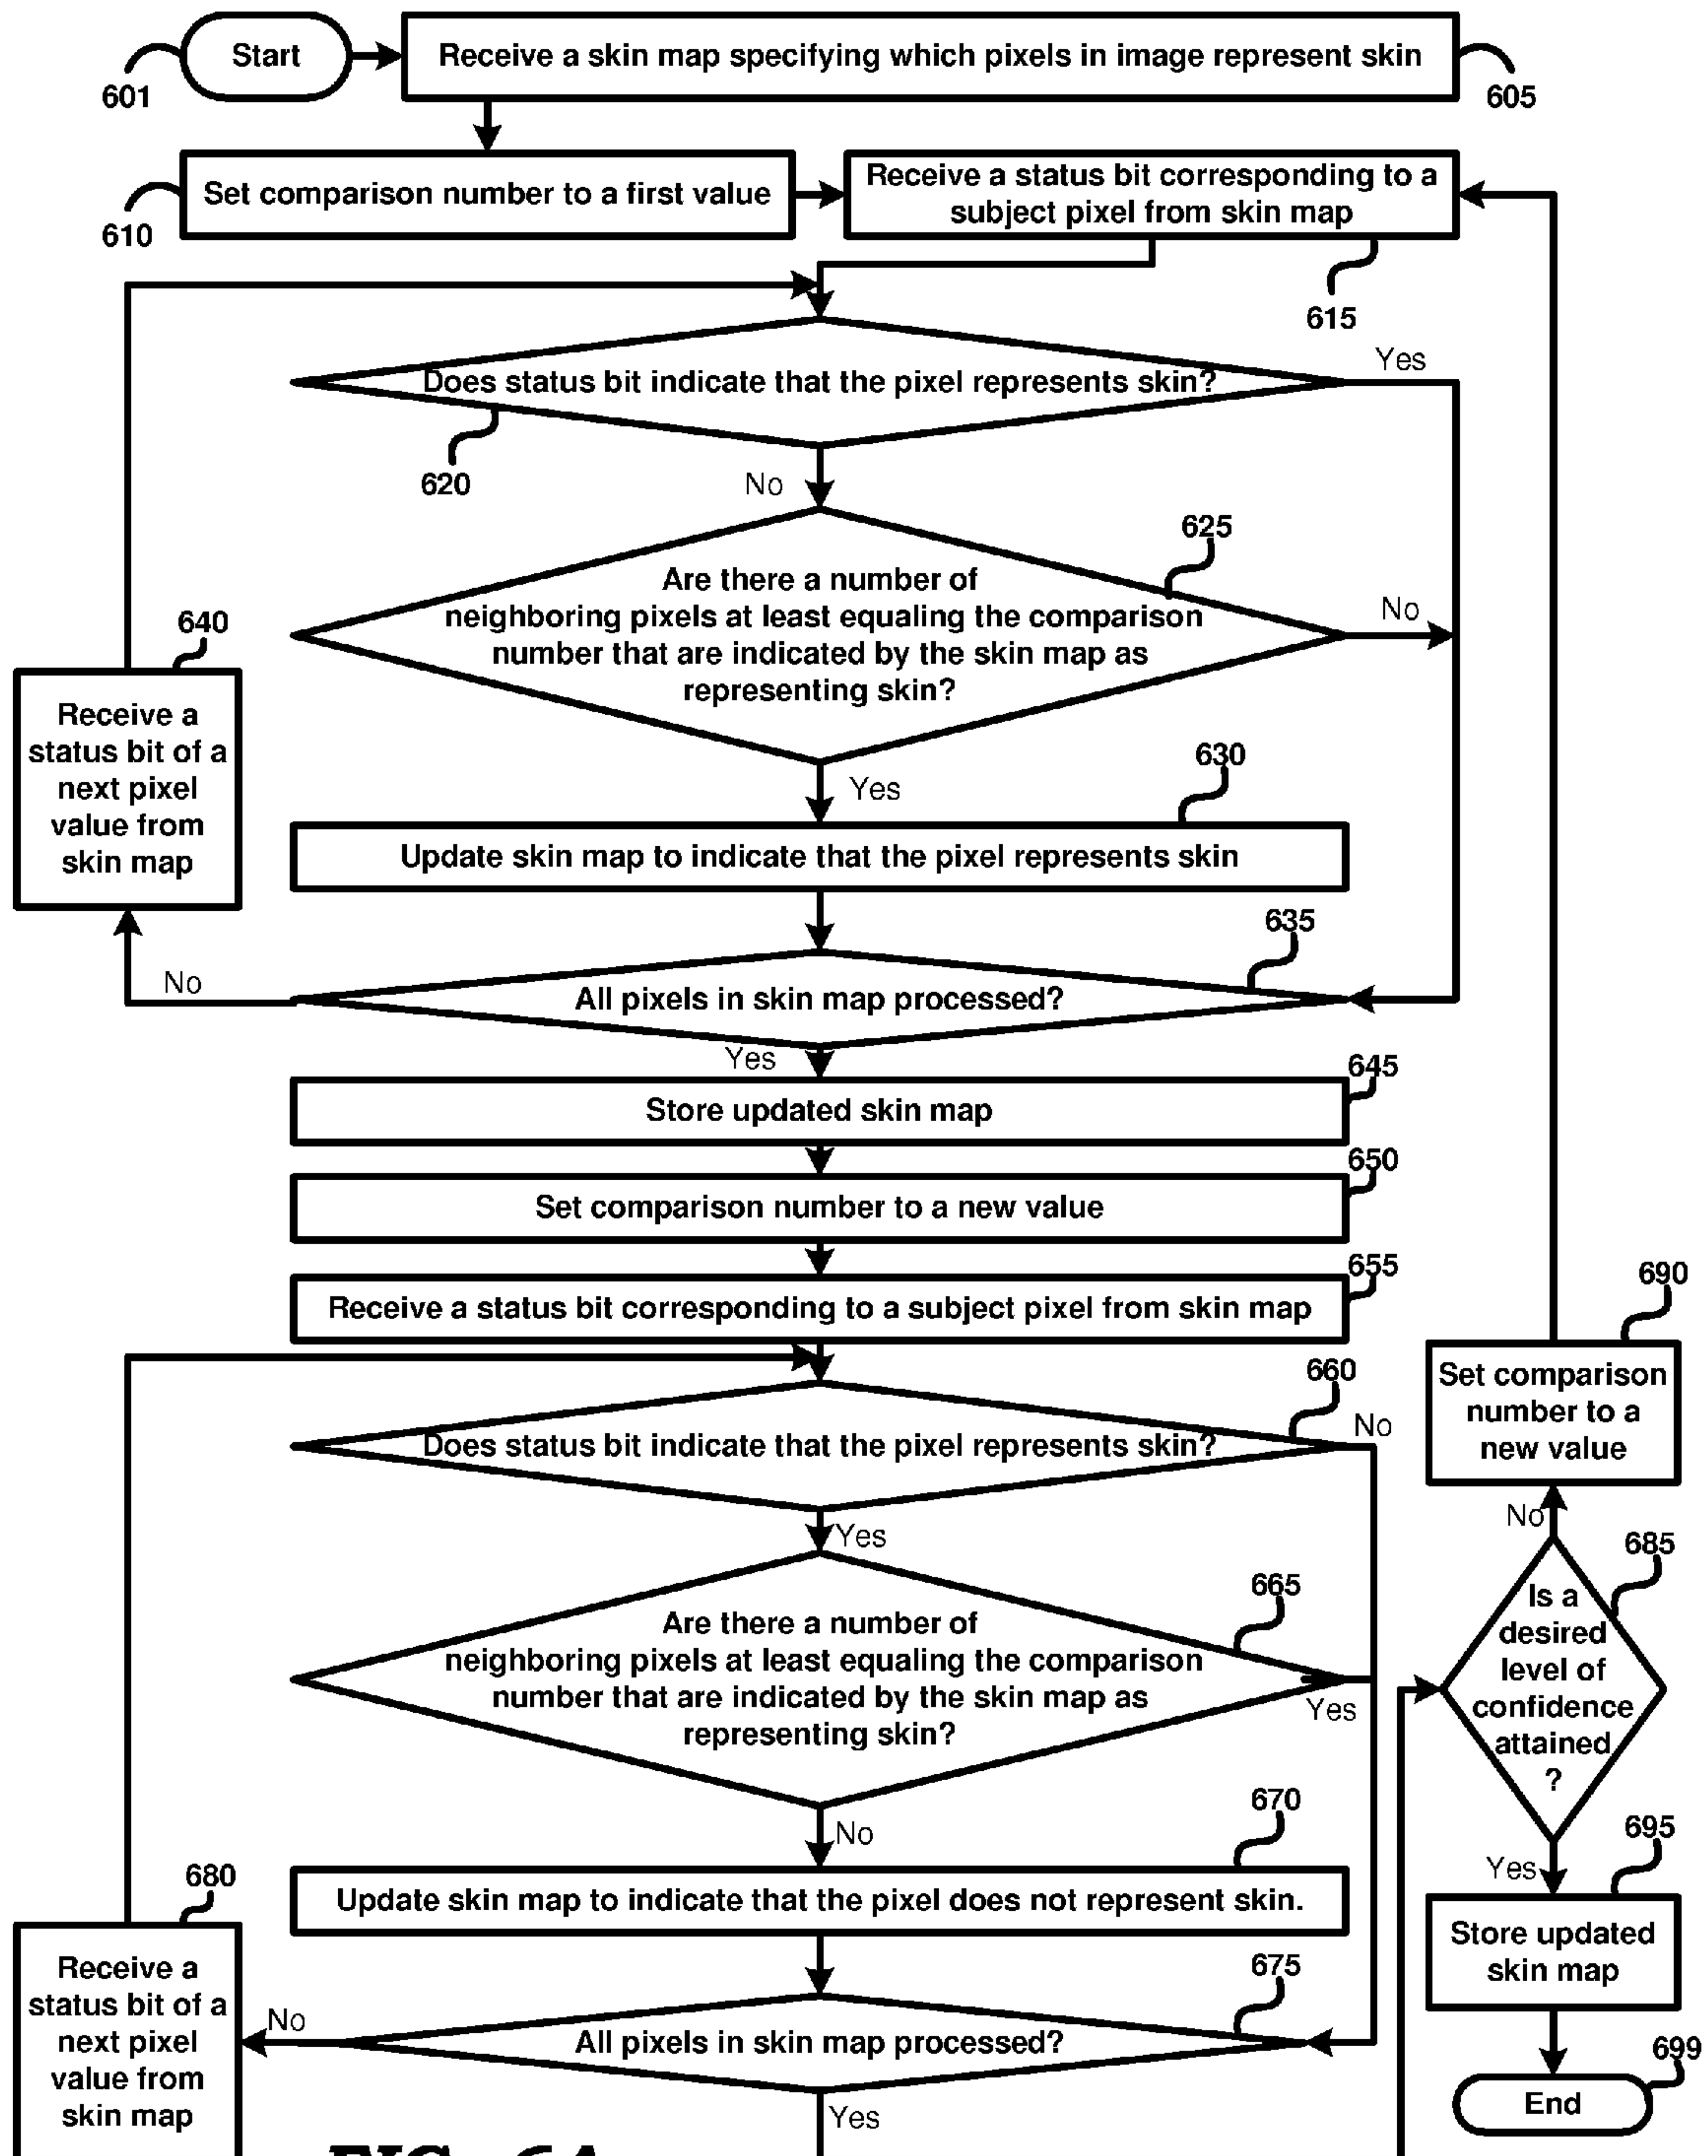 Start
601
Receive a skin map specifying which pixels in image represent skin
605
Set comparison number to a first value
610
Receive a status bit corresponding to a
subject pixel from skin map
615
Does status bit indicate that the pixel represents skin?
Yes
620
No
625
Are there a number of
neighboring pixels at least equaling the comparison
number that are indicated by the skin map as
representing skin?
No
640
Receive a
status bit of a
next pixel
value from
skin map
Yes
630
Update skin map to indicate that the pixel represents skin
635
All pixels in skin map processed?
No
Yes
645
Store updated skin map
650
Set comparison number to a new value
655
Receive a status bit corresponding to a subject pixel from skin map
660
Does status bit indicate that the pixel represents skin?
No
Yes
665
Are there a number of
neighboring pixels at least equaling the comparison
number that are indicated by the skin map as
representing skin?
Yes
No
670
Update skin map to indicate that the pixel does not represent skin.
675
All pixels in skin map processed?
No
680
Receive a
status bit of a
next pixel
value from
skin map
Yes
690
Set comparison
number to a
new value
No
685
Is a
desired
level of
confidence
attained
?
Yes
695
Store updated
skin map
699
End
FIG. 6A